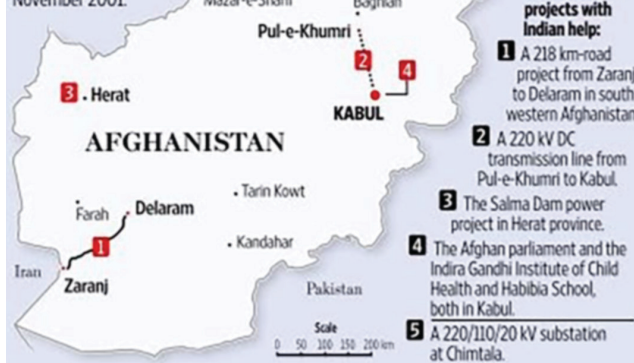 November 2001.
Mazar-e-Sharif
Baghlan
Pul-e-Khumri
2
4
3
Herat
KABUL
AFGHANISTAN
Tarin Kowt
Farah
Delaram
1
Kandahar
Iran
Zaranj
Pakistan
Scale
0 50 100 150 200 km
projects with
Indian help:
1 A 218 km-road
project from Zaranj
to Delaram in south
western Afghanistan
2 A 220 kV DC
transmission line from
Pul-e-Khumri to Kabul.
3 The Salma Dam power
project in Herat province.
4 The Afghan parliament and the
Indira Gandhi Institute of Child
Health and Habibia School,
both in Kabul.
5 A 220/110/20 kV substation
at Chimtala.